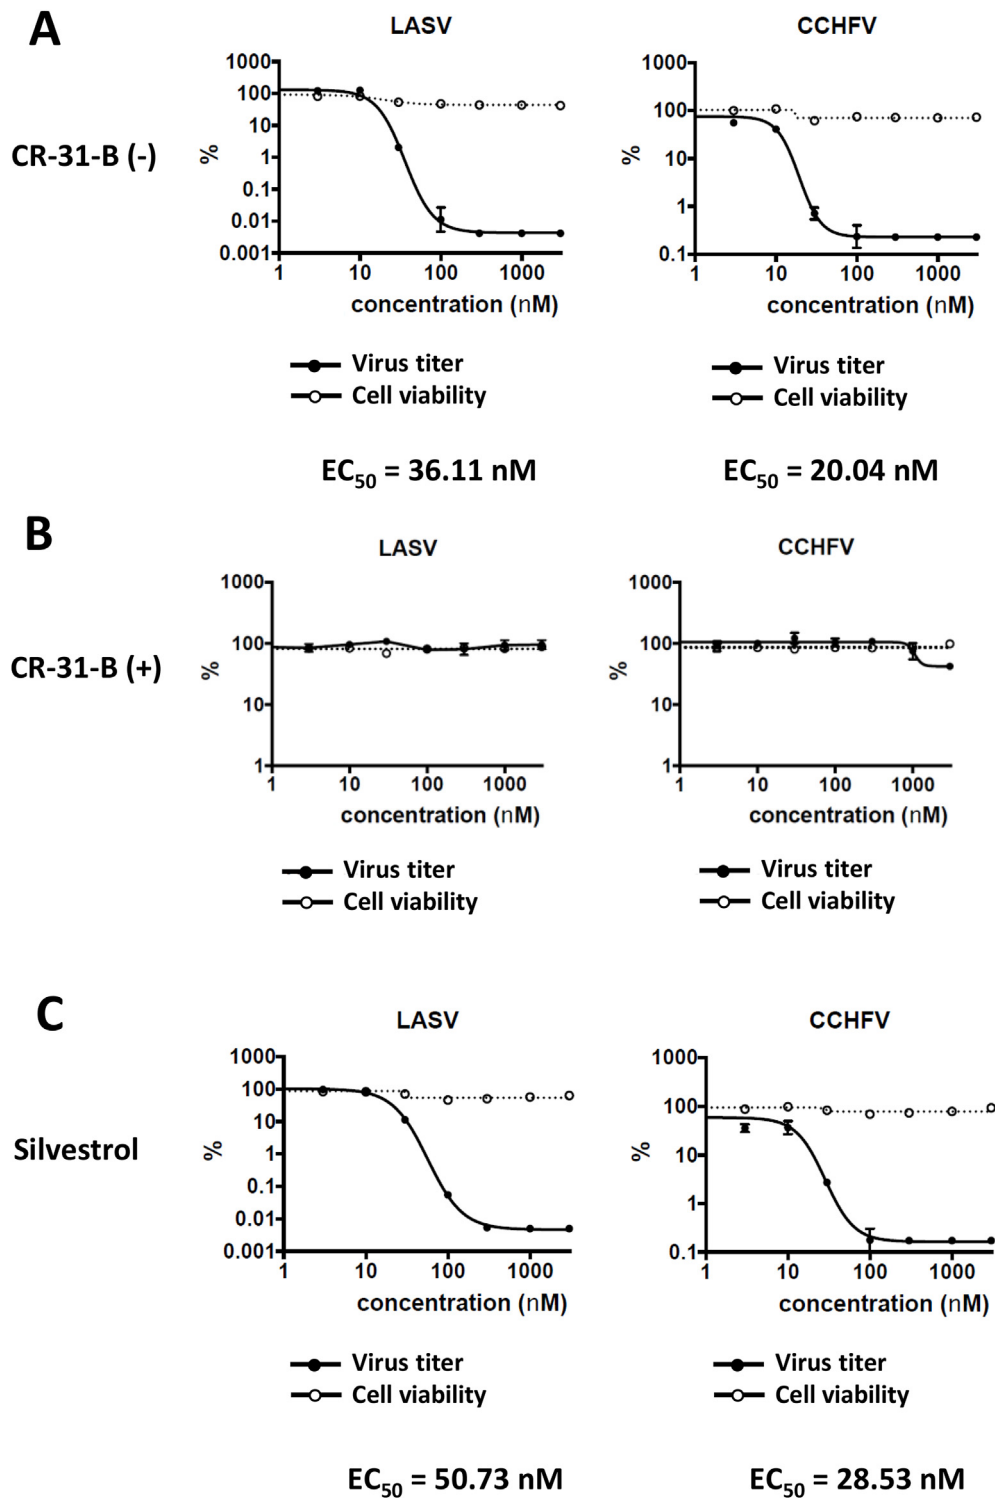 A
LASV
CCHFV
CR-31-B (-)
%
1000
100
10
1
0.1
0.01
0.001
1 10 100 1000
concentration (nM)
%
1000
100
10
1
0.1
1 10 100 1000
concentration (nM)
Virus titer
Cell viability
Virus titer
Cell viability
EC50 = 36.11 nM
EC50 = 20.04 nM
B
LASV
CCHFV
CR-31-B (+)
%
1000
100
10
1
1 10 100 1000
concentration (nM)
%
1000
100
10
1
1 10 100 1000
concentration (nM)
Virus titer
Cell viability
Virus titer
Cell viability
C
LASV
CCHFV
Silvestrol
%
1000
100
10
1
0.1
0.01
0.001
1 10 100 1000
concentration (nM)
%
1000
100
10
1
0.1
1 10 100 1000
concentration (nM)
Virus titer
Cell viability
Virus titer
Cell viability
EC50 = 50.73 nM
EC50 = 28.53 nM